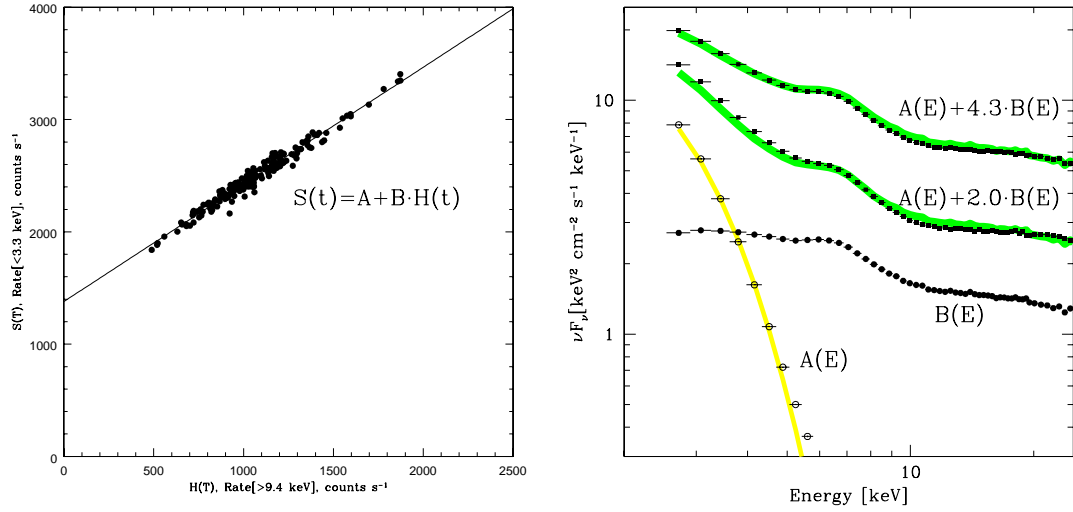 4000
3000
2000
1000
0
S(T), Rate[<3.3 keV], counts s⁻¹
S(t)=A+B·H(t)
0 500 1000 1500 2000 2500
H(T), Rate[>9.4 keV], counts s⁻¹
10
1
νFᵥ[keV² cm⁻² s⁻¹ keV⁻¹]
A(E)+4.3·B(E)
A(E)+2.0·B(E)
B(E)
A(E)
10
Energy [keV]